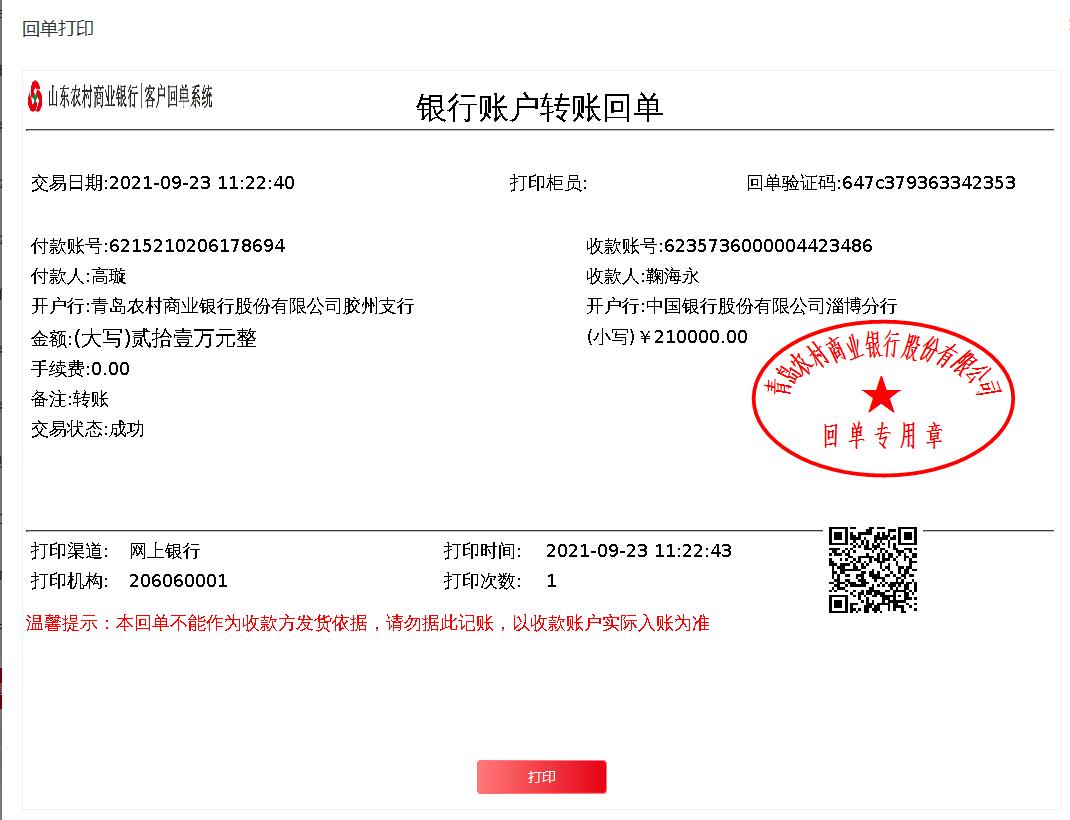 回单打印
山东农村商业银行|客户回单系统
银行账户转账回单
交易日期:2021-09-23 11:22:40 打印柜员: 回单验证码:647c379363342353
付款账号:6215210206178694 收款账号:6235736000004423486
付款人:高璇 收款人:鞠海永
开户行:青岛农村商业银行股份有限公司胶州支行 开户行:中国银行股份有限公司淄博分行
金额:(大写)贰拾壹万元整 (小写)￥210000.00
手续费:0.00
备注:转账
交易状态:成功
青岛农村商业银行股份有限公司
回单专用章
打印渠道: 网上银行 打印时间: 2021-09-23 11:22:43
打印机构: 206060001 打印次数: 1
温馨提示：本回单不能作为收款方发货依据，请勿据此记账，以收款账户实际入账为准
打印